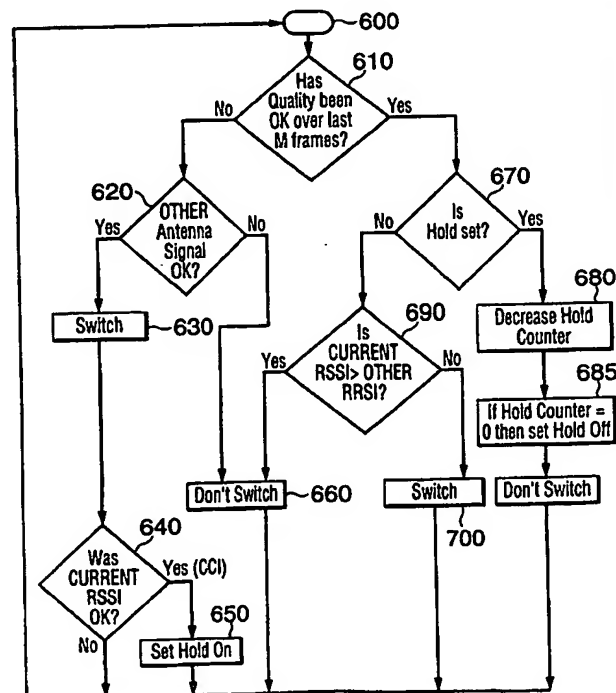 600
610
Has
Quality been
OK over last
M frames?
No
Yes
620
OTHER
Antenna
Signal
OK?
Yes
No
670
Is
Hold set?
No
Yes
Switch
630
680
Decrease Hold
Counter
690
Is
CURRENT
RSSI> OTHER
RRSI?
Yes
No
685
If Hold Counter =
0 then set Hold Off
Don't Switch
660
Switch
700
Don't Switch
640
Was
CURRENT
RSSI
OK?
Yes (CCI)
No
650
Set Hold On